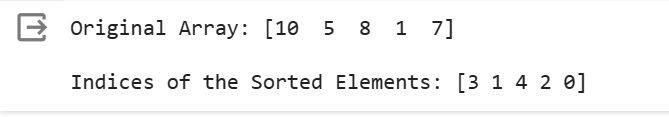 Original Array: [10  5  8  1  7]
Indices of the Sorted Elements: [3 1 4 2 0]